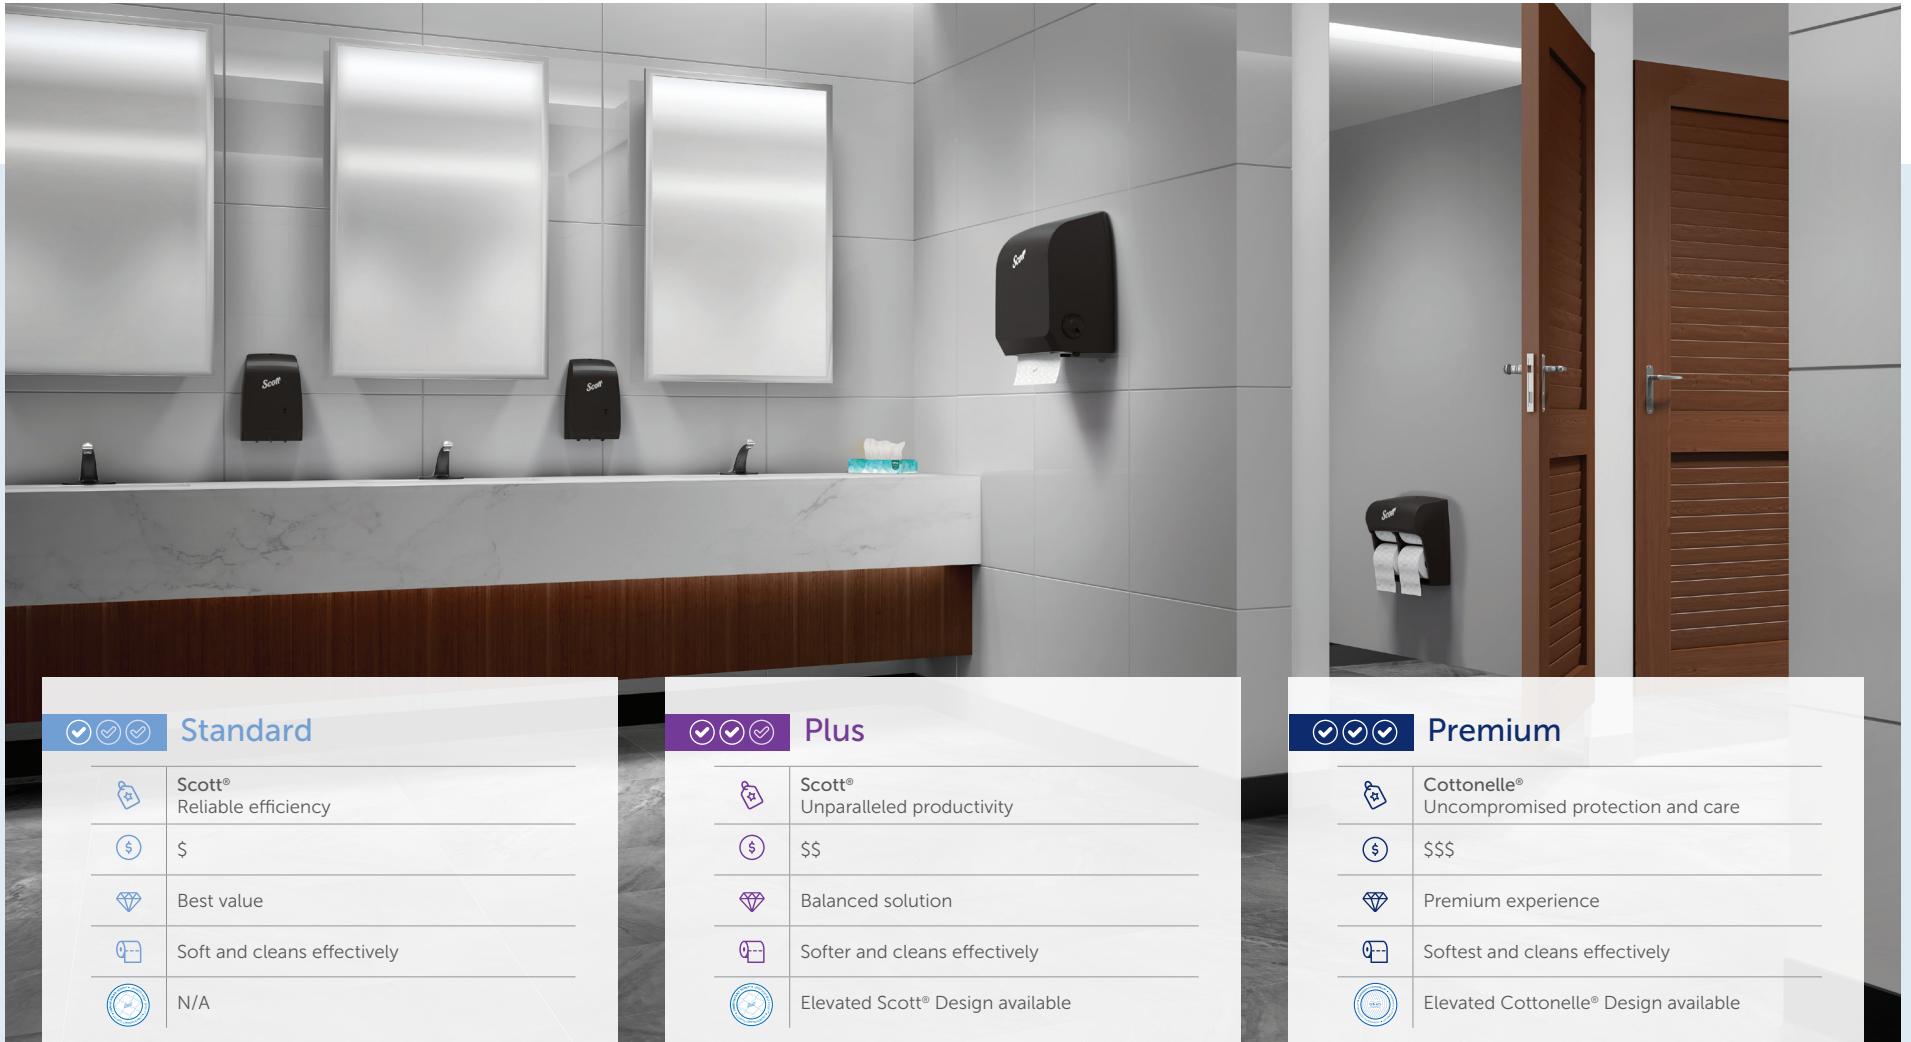 Scott
Scott
Scott
Scott
Standard
Scott®
Reliable efficiency
$
Best value
Soft and cleans effectively
N/A
Plus
Scott®
Unparalleled productivity
$$
Balanced solution
Softer and cleans effectively
Elevated Scott® Design available
Premium
Cottonelle®
Uncompromised protection and care
$$$
Premium experience
Softest and cleans effectively
Elevated Cottonelle® Design available